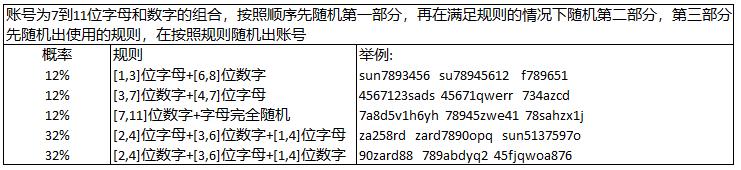 账号为7到11位字母和数字的组合，按照顺序先随机第一部分，再在满足规则的情况下随机第二部分，第三部分
先随机出使用的规则，在按照规则随机出账号
概率 规则 举例:
12% [1,3]位字母+[6,8]位数字 sun7893456 su78945612 f789651
12% [3,7]位数字+[4,7]位字母 4567123sads 45671qwerr 734azcd
12% [7,11]位数字+字母完全随机 7a8d5v1h6yh 78945zwe41 78sahzx1j
32% [2,4]位字母+[3,6]位数字+[1,4]位字母 za258rd zard7890opq sun5137597o
32% [2,4]位数字+[3,6]位字母+[1,4]位数字 90zard88 789abdyq2 45fjqwoa876